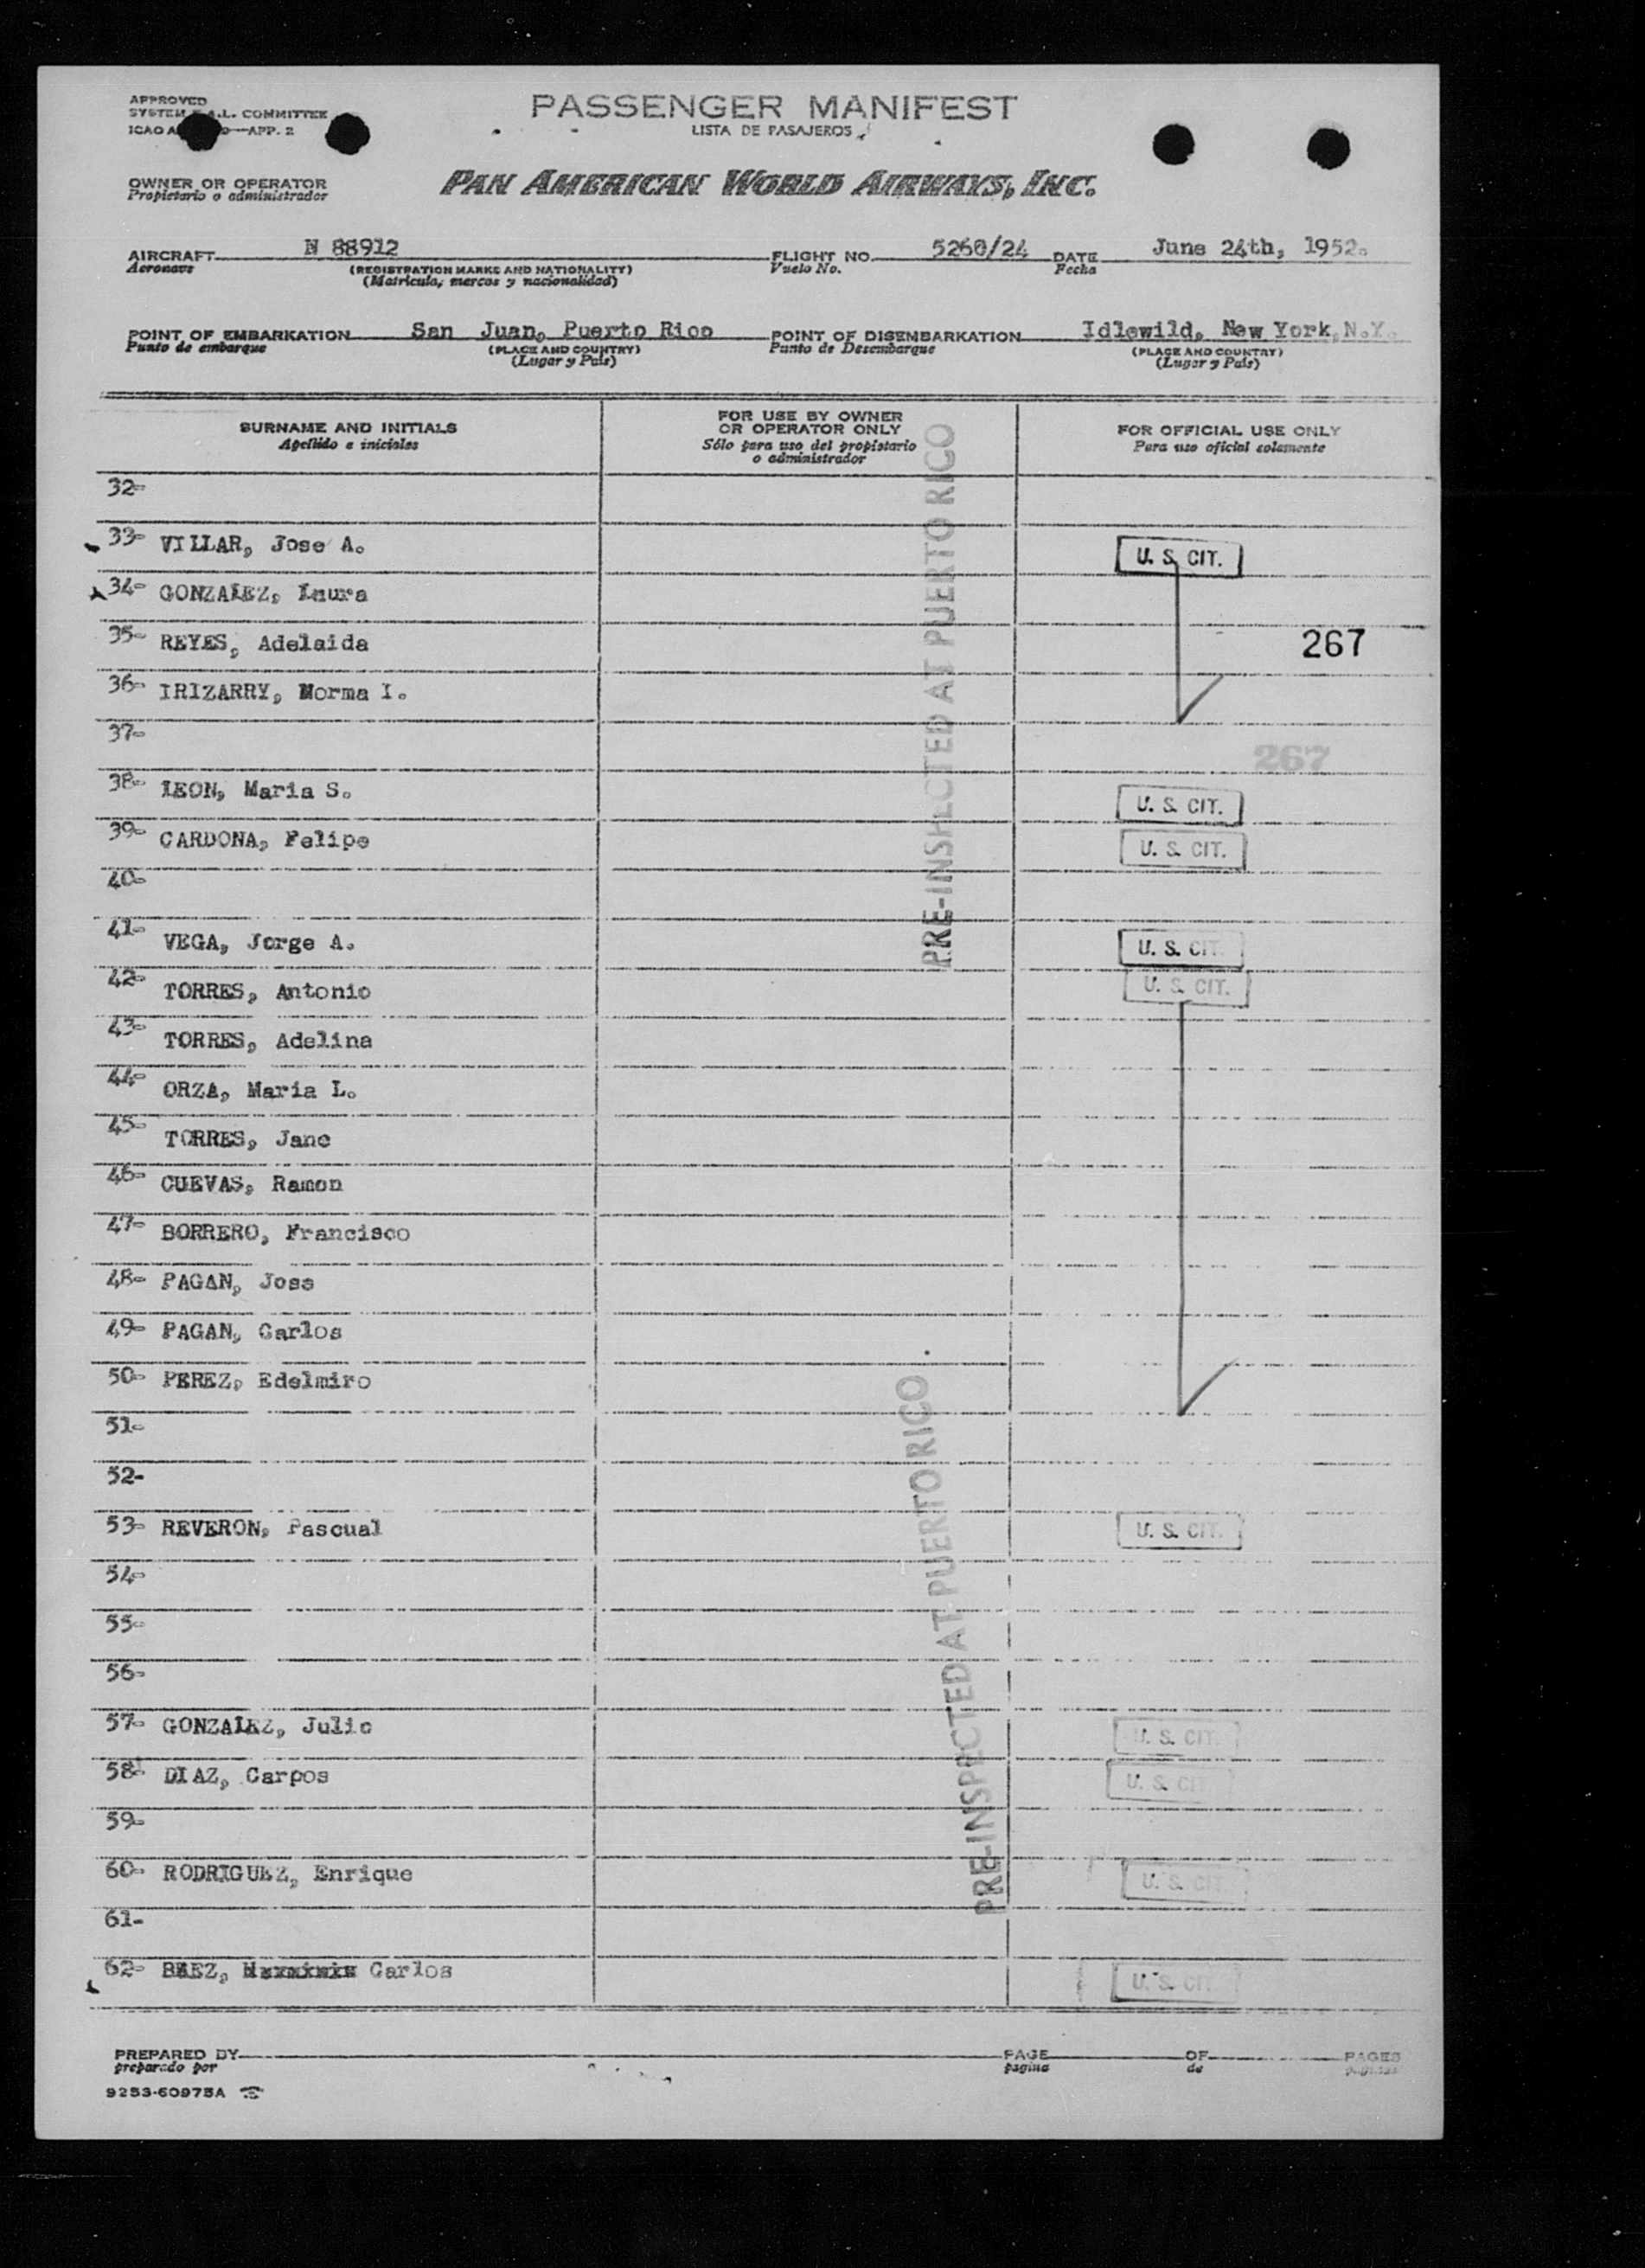 APPROVED
SYSTEM F.A.L. COMMITTEE
ICAO A —APP. 2
PASSENGER MANIFEST
LISTA DE PASAJEROS
OWNER OR OPERATOR
Propietario o administrador
PAN AMERICAN WORLD AIRWAYS, INC.
AIRCRAFT N 88912 FLIGHT NO. 5260/24 DATE June 24th, 1952.
Aeronave (REGISTRATION MARKS AND NATIONALITY) Vuelo No. Fecha
(Matricula, marcas y nacionalidad)
POINT OF EMBARKATION San Juan, Puerto Rico POINT OF DISEMBARKATION Idlewild, New York, N.Y.
Punto de embarque (PLACE AND COUNTRY) Punto de Desembarque (PLACE AND COUNTRY)
(Lugar y País) (Lugar y País)
SURNAME AND INITIALS
Apellido e iniciales
FOR USE BY OWNER
OR OPERATOR ONLY
Sólo para uso del propietario
o administrador
FOR OFFICIAL USE ONLY
Para uso oficial solamente
PRE-INSPECTED AT PUERTO RICO
32-
33- VILLAR, Jose A. U. S. CIT.
34- GONZALEZ, Laura
35- REYES, Adelaida 267
36- IRIZARRY, Norma I.
37-
267
38- LEON, Maria S. U. S. CIT.
39- CARDONA, Felipe U. S. CIT.
40-
41- VEGA, Jorge A. U. S. CIT.
42- TORRES, Antonio U. S. CIT.
43- TORRES, Adelina
44- ORZA, Maria L.
45- TORRES, Jane
46- CUEVAS, Ramon
47- BORRERO, Francisco
48- PAGAN, Jose
49- PAGAN, Carlos
50- PEREZ, Edelmiro
51-
52-
PRE-INSPECTED AT PUERTO RICO
53- REVERON, Pascual U. S. CIT.
54-
55-
56-
57- GONZALEZ, Julio U. S. CIT.
58- DIAZ, Carpos U. S. CIT
59-
60- RODRIGUEZ, Enrique U. S. CIT
61-
62- BAEZ, Carlos U. S. CIT
PREPARED BY PAGE OF PAGES
preparado por pagina de paginas
9253-60975A